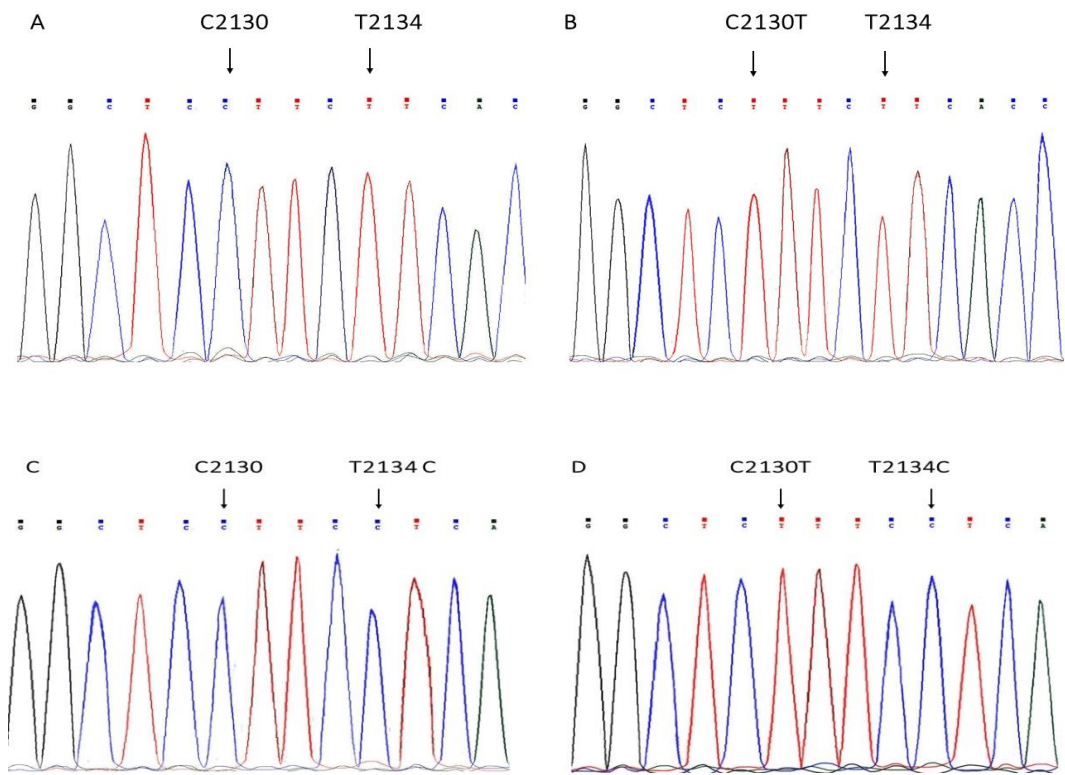 A C2130 T2134
G G C T C C T T C T T C A C
B C2130T T2134
G G C T C T T T C T T C A C C
C C2130 T2134 C
G G C T C C T T C C T C A
D C2130T T2134C
G G C T C T T T C C T C A